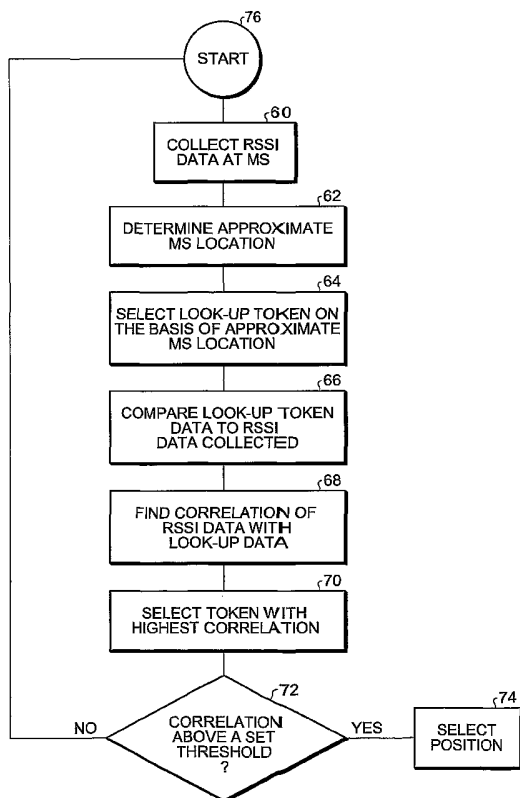 76
START
60
COLLECT RSSI
DATA AT MS
62
DETERMINE APPROXIMATE
MS LOCATION
64
SELECT LOOK-UP TOKEN ON
THE BASIS OF APPROXIMATE
MS LOCATION
66
COMPARE LOOK-UP TOKEN
DATA TO RSSI
DATA COLLECTED
68
FIND CORRELATION OF
RSSI DATA WITH
LOOK-UP DATA
70
SELECT TOKEN WITH
HIGHEST CORRELATION
72
NO
CORRELATION
ABOVE A SET
THRESHOLD
?
YES
74
SELECT
POSITION